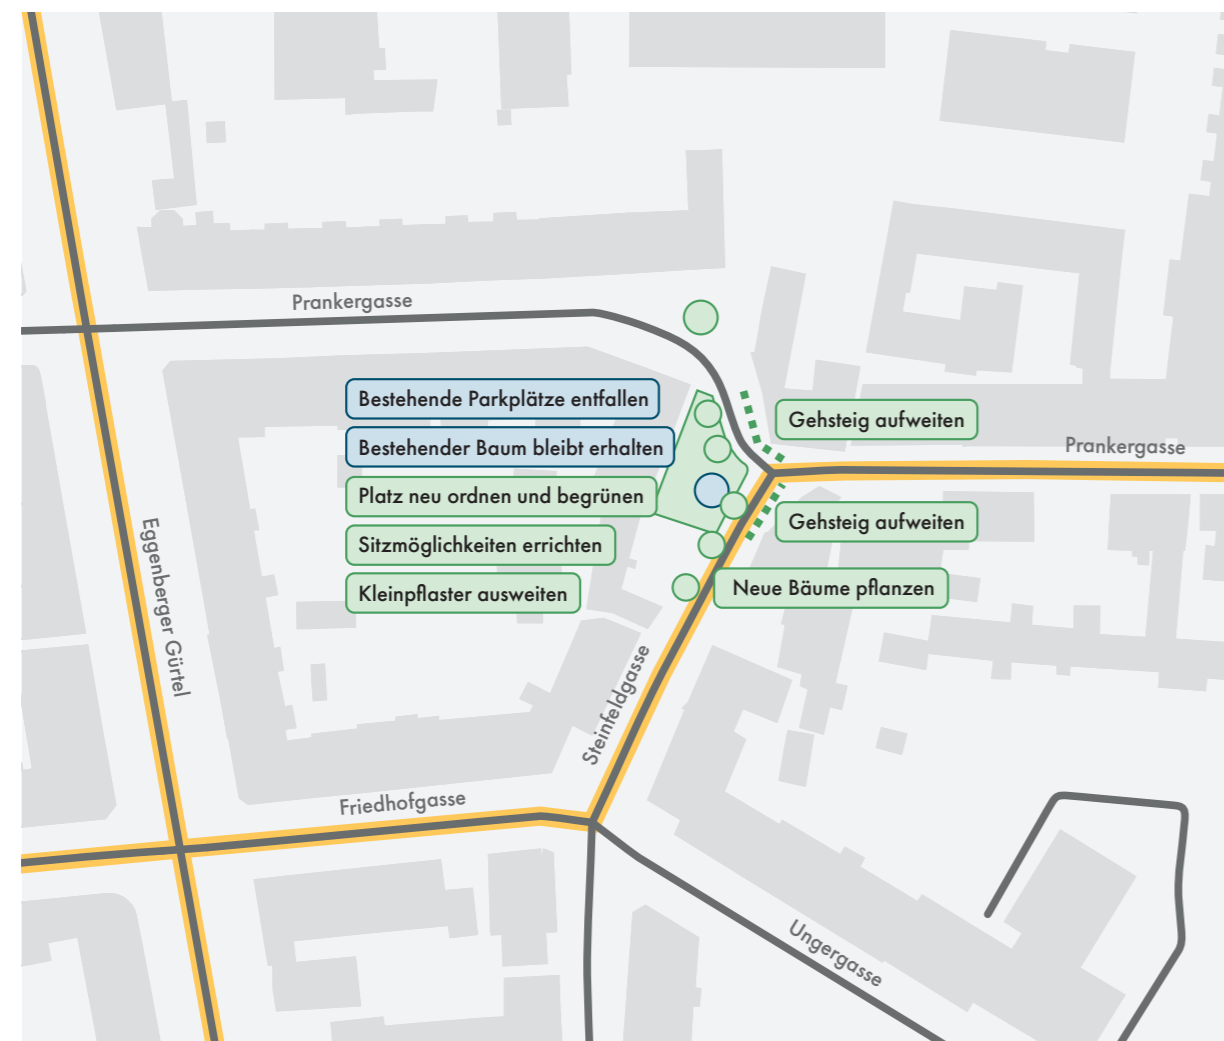 Prankergasse
Bestehende Parkplätze entfallen
Gehsteig aufweiten
Bestehender Baum bleibt erhalten
Prankergasse
Platz neu ordnen und begrünen
Gehsteig aufweiten
Sitzmöglichkeiten errichten
Kleinpflaster ausweiten
Neue Bäume pflanzen
Eggenberger Gürtel
Steinfeldgasse
Friedhofgasse
Ungergasse